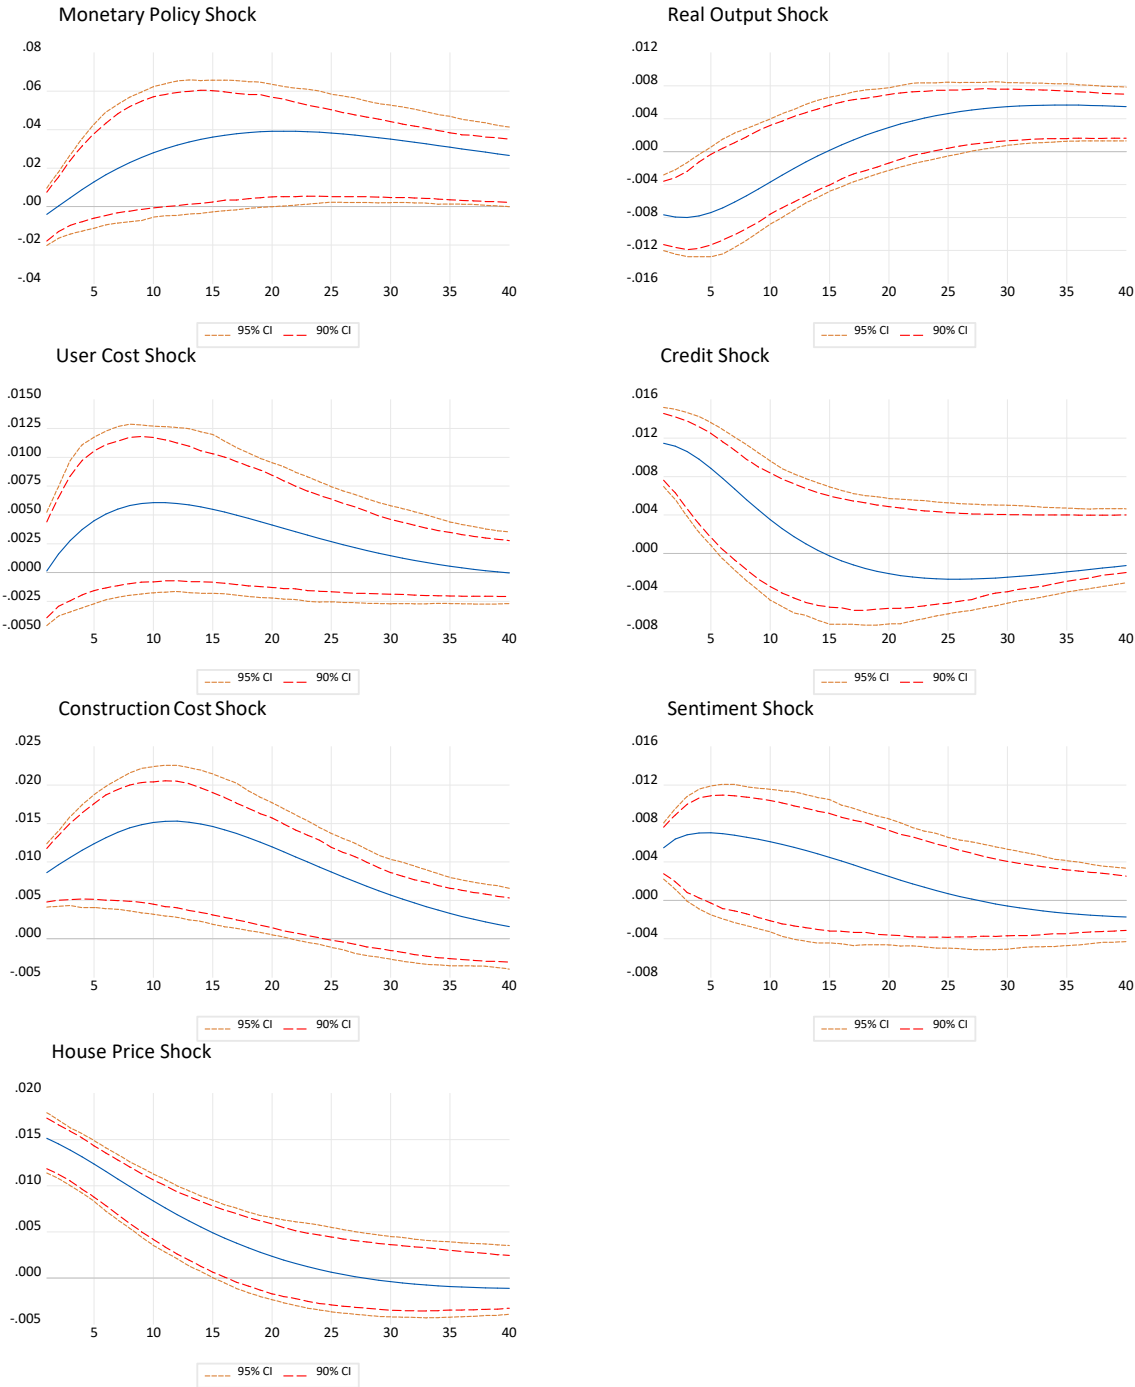 Monetary Policy Shock
.08
.06
.04
.02
.00
-.02
-.04
5 10 15 20 25 30 35 40
95% CI 90% CI
Real Output Shock
.012
.008
.004
.000
-.004
-.008
-.012
-.016
5 10 15 20 25 30 35 40
95% CI 90% CI
User Cost Shock
.0150
.0125
.0100
.0075
.0050
.0025
.0000
-.0025
-.0050
5 10 15 20 25 30 35 40
95% CI 90% CI
Credit Shock
.016
.012
.008
.004
.000
-.004
-.008
5 10 15 20 25 30 35 40
95% CI 90% CI
Construction Cost Shock
.025
.020
.015
.010
.005
.000
-.005
5 10 15 20 25 30 35 40
95% CI 90% CI
Sentiment Shock
.016
.012
.008
.004
.000
-.004
-.008
5 10 15 20 25 30 35 40
95% CI 90% CI
House Price Shock
.020
.015
.010
.005
.000
-.005
5 10 15 20 25 30 35 40
95% CI 90% CI